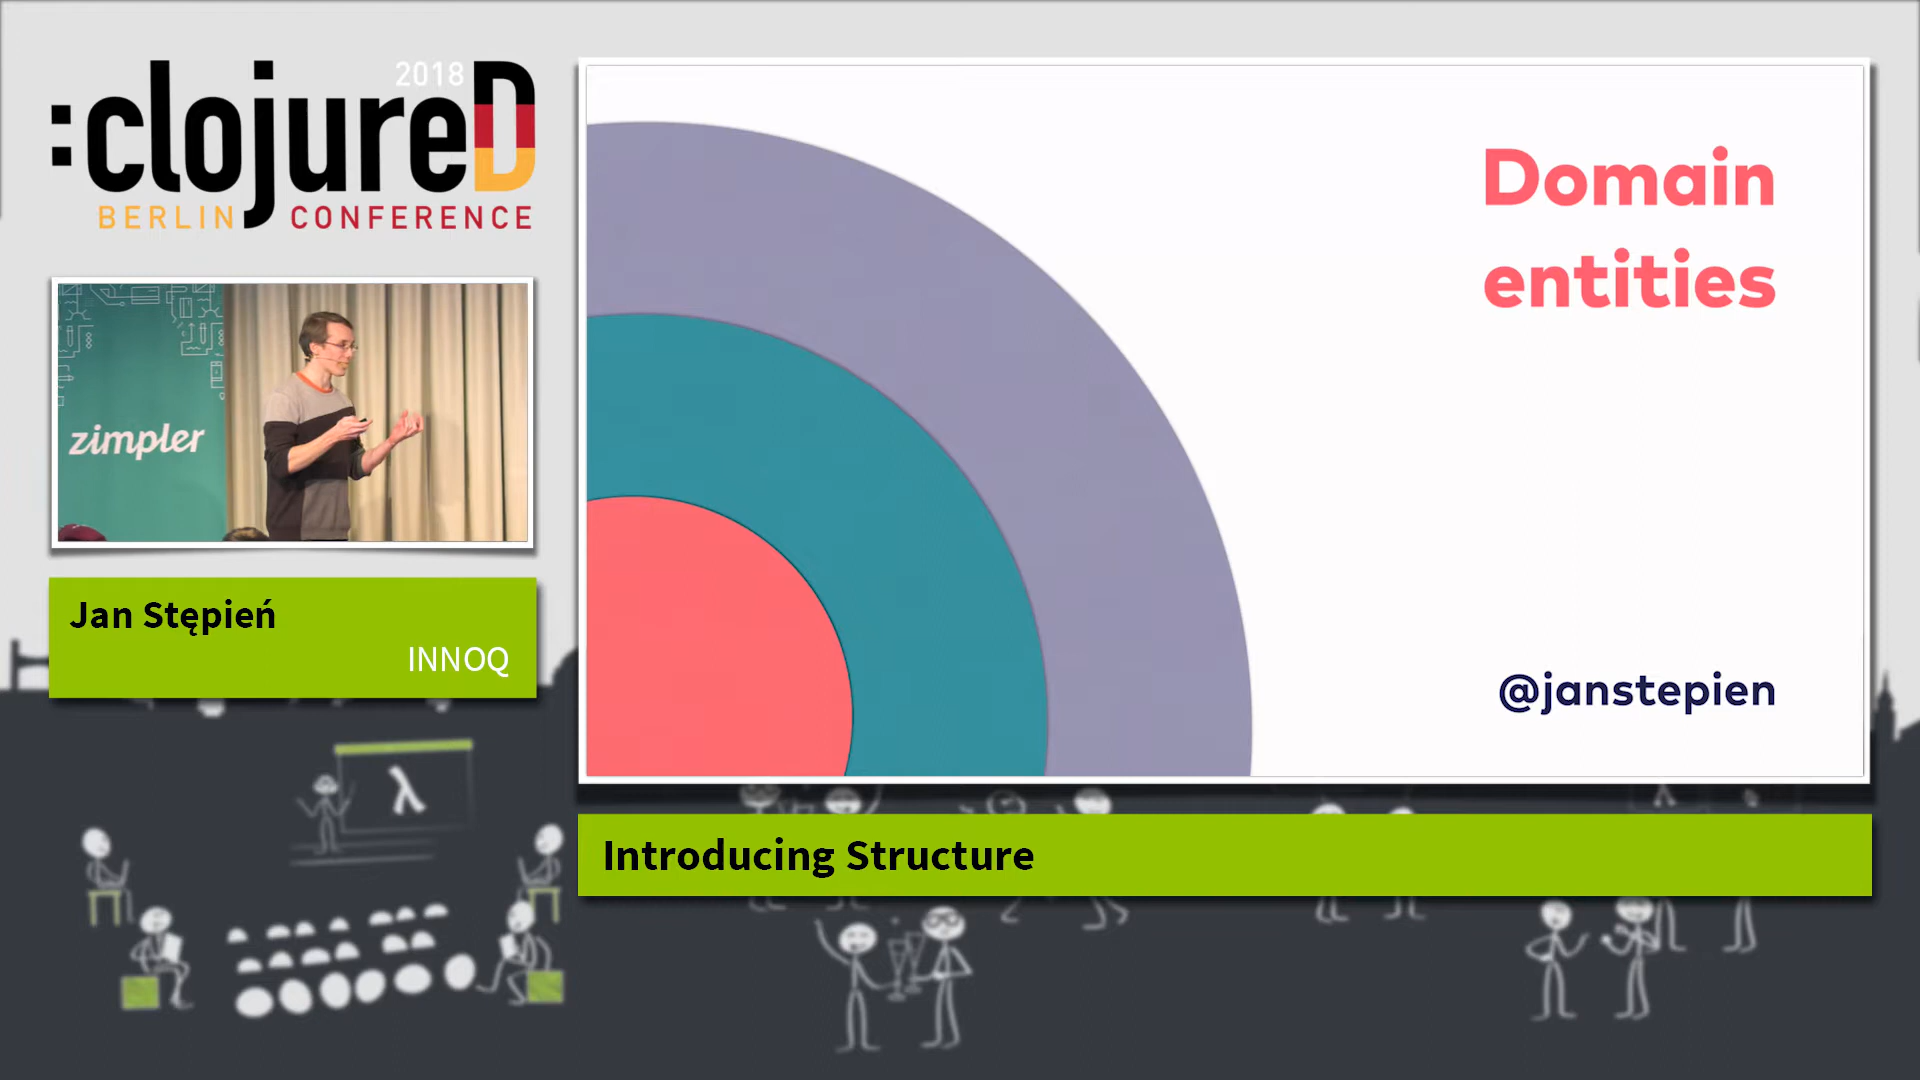 2018
:clojureD
BERLIN CONFERENCE
zimpler
Jan Stępień
INNOQ
Domain
entities
@janstepien
Introducing Structure
λ